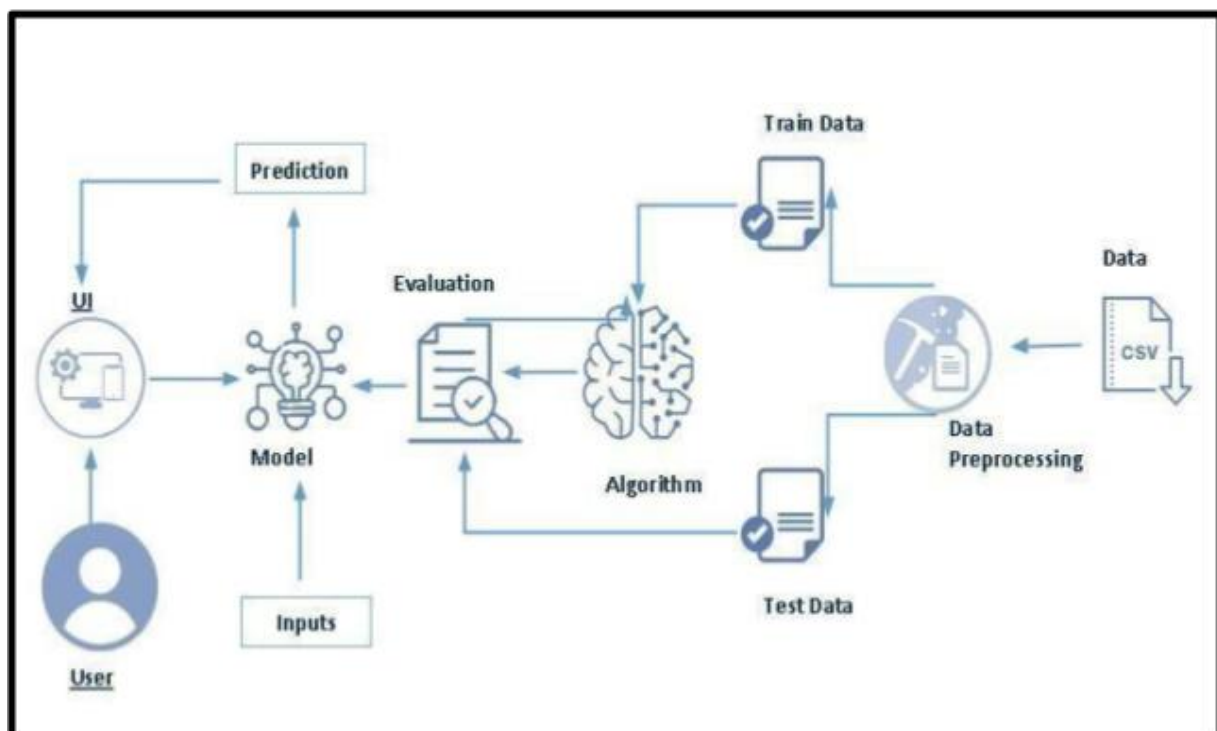 Train Data
Prediction
Data
Evaluation
UI
CSV
Data
Preprocessing
Model
Algorithm
Test Data
Inputs
User